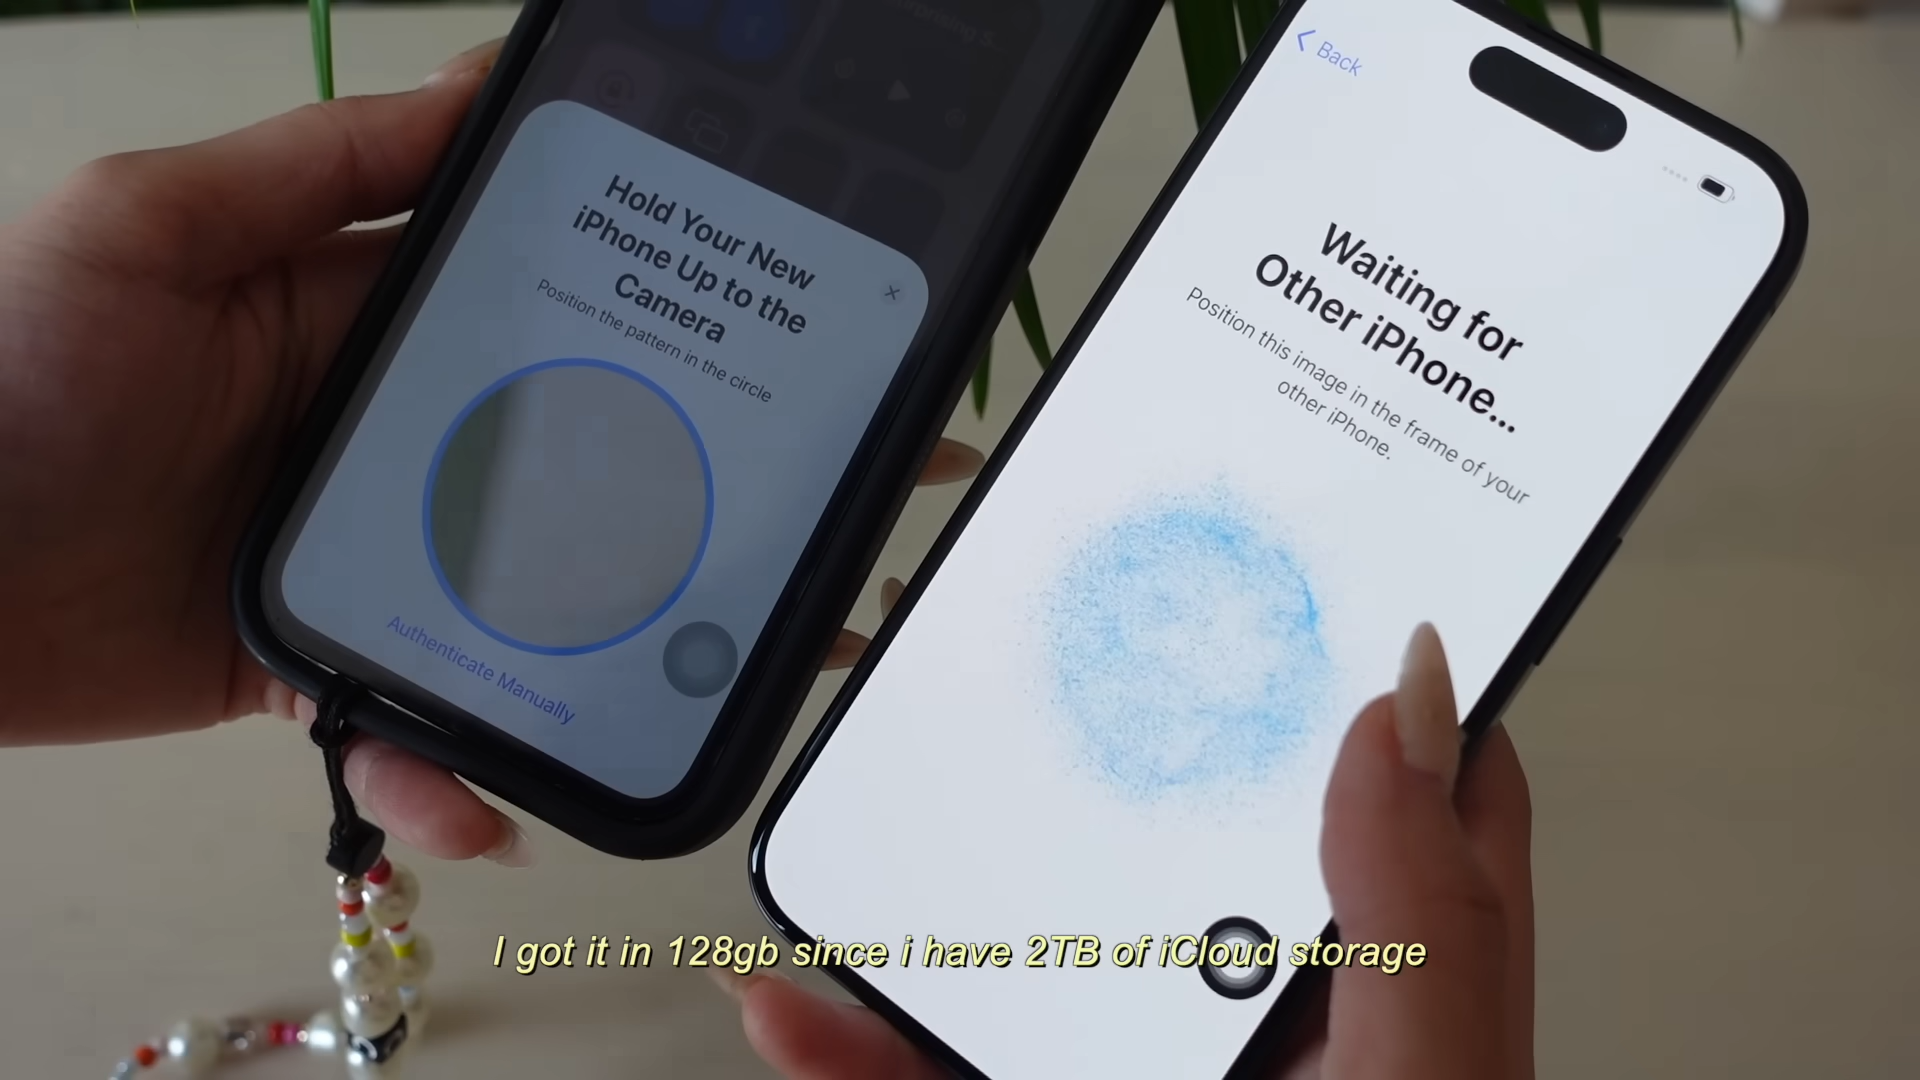 Hold Your New
iPhone Up to the
Camera
Position the pattern in the circle
Authenticate Manually
Back
Waiting for
Other iPhone...
Position this image in the frame of your
other iPhone.
I got it in 128gb since i have 2TB of iCloud storage